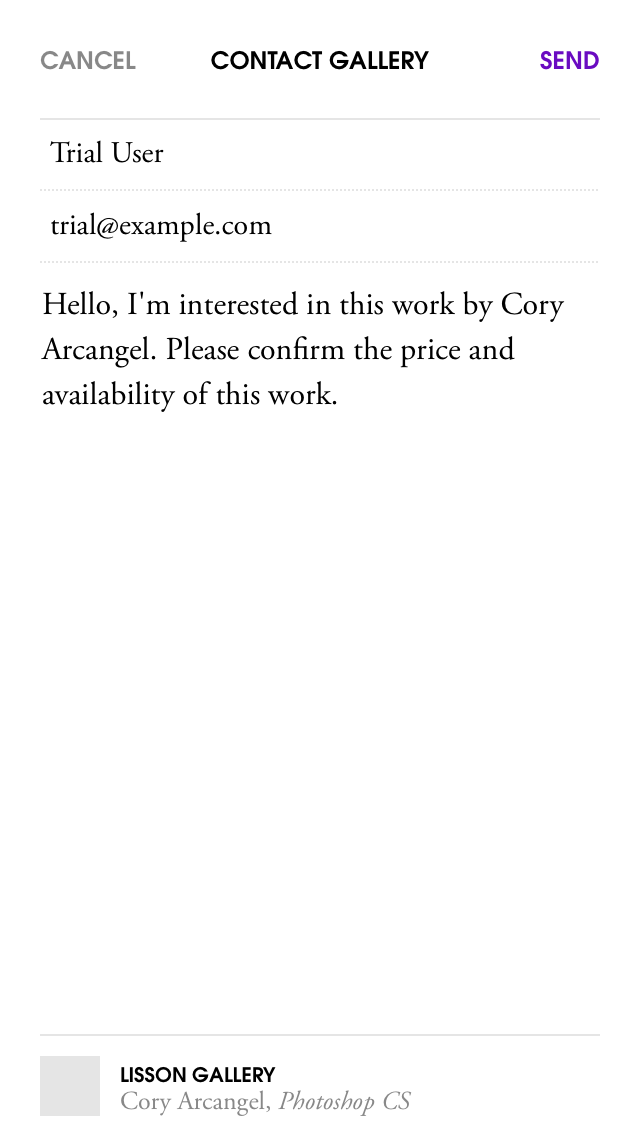 CANCEL CONTACT GALLERY SEND
Trial User
trial@example.com
Hello, I'm interested in this work by Cory
Arcangel. Please confirm the price and
availability of this work.
LISSON GALLERY
Cory Arcangel, Photoshop CS